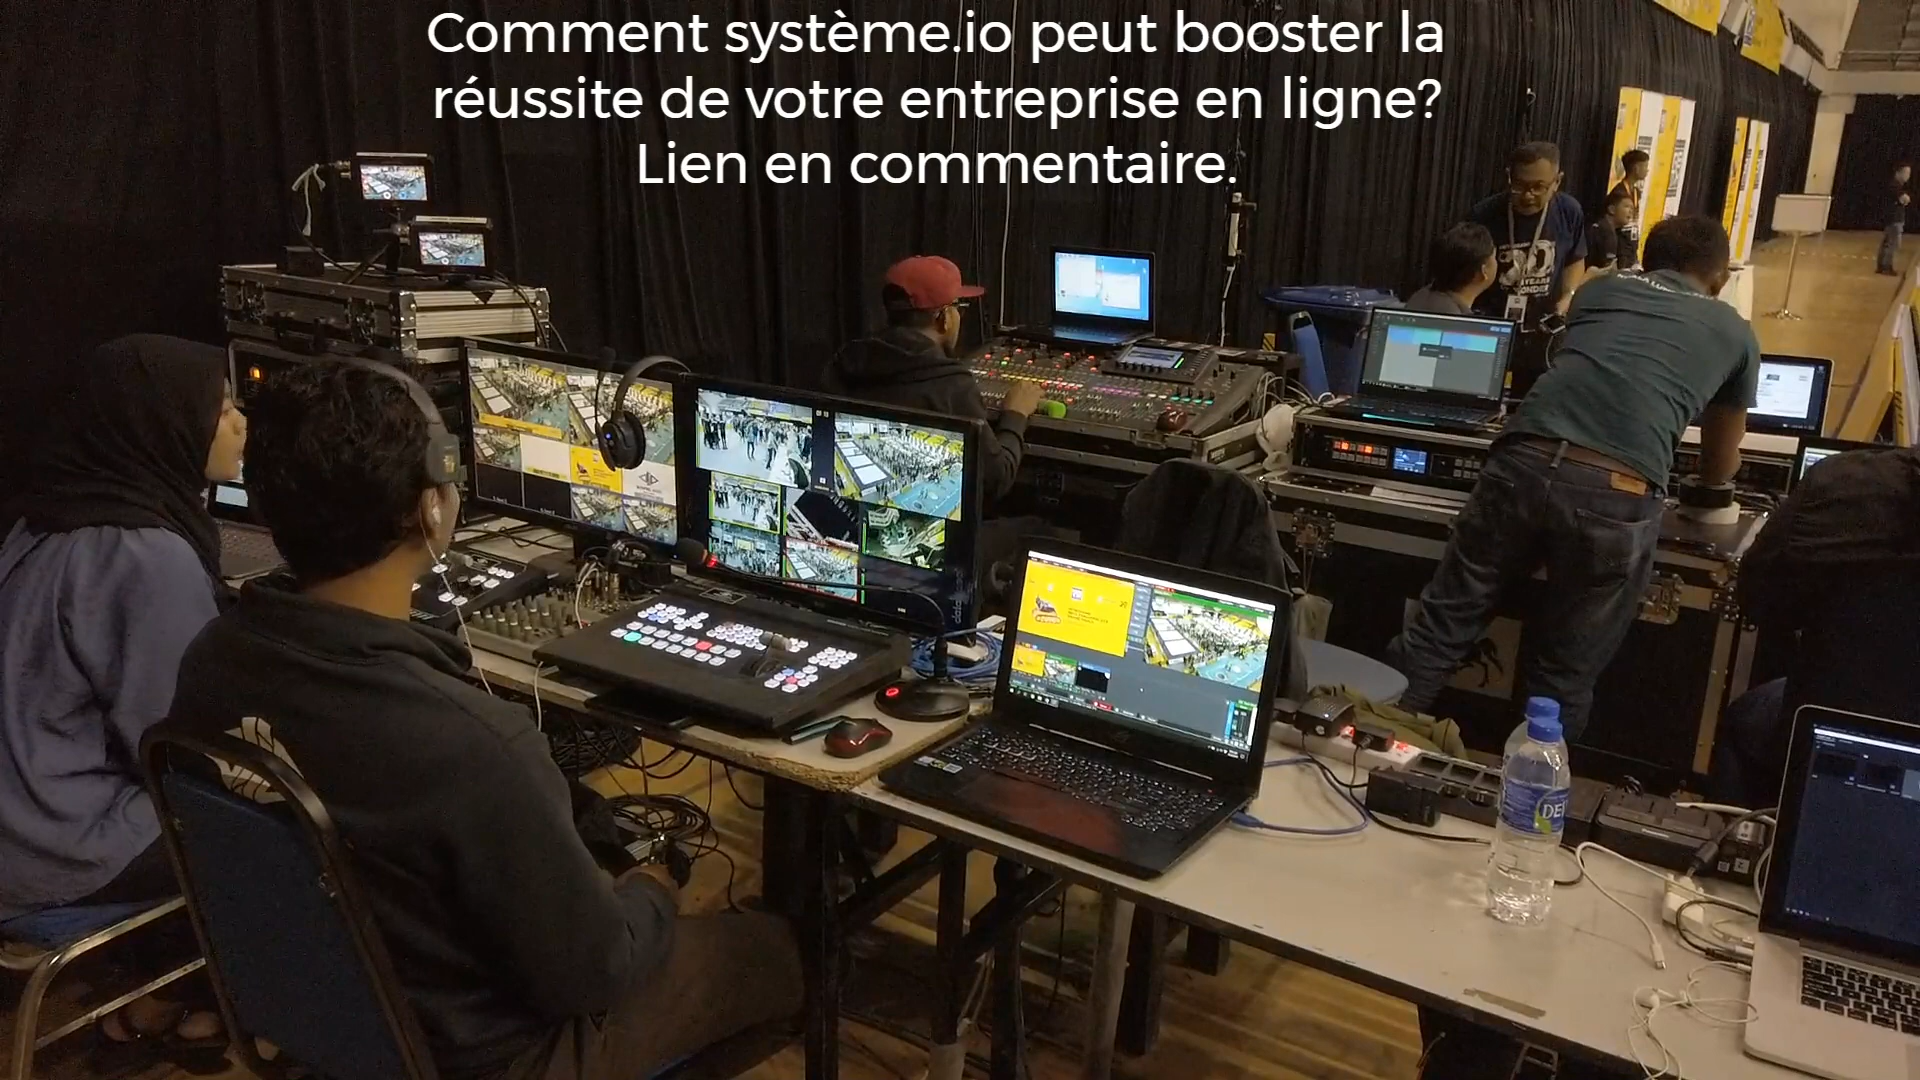 Comment système.io peut booster la
réussite de votre entreprise en ligne?
Lien en commentaire.